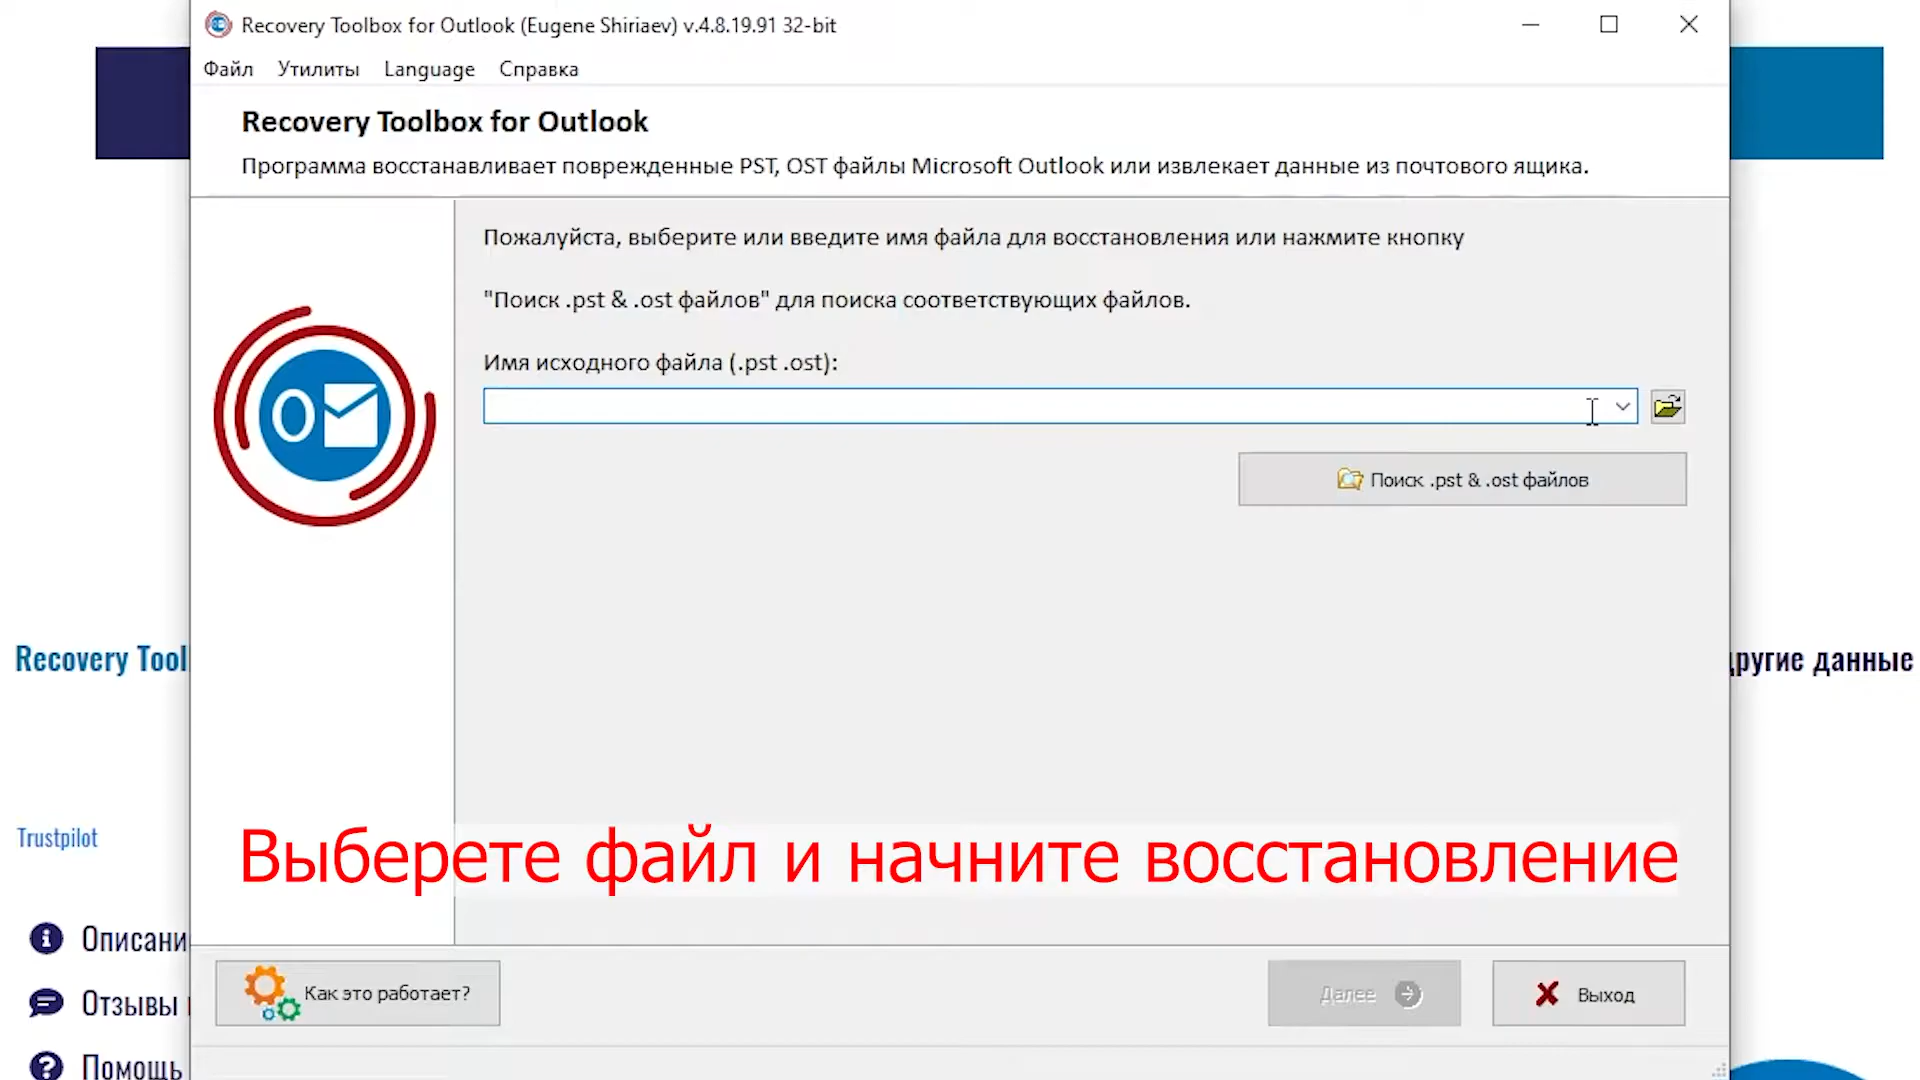 Recovery Toolbox for Outlook (Eugene Shiriaev) v.4.8.19.91 32-bit
Файл Утилиты Language Справка
Recovery Toolbox for Outlook
Программа восстанавливает поврежденные PST, OST файлы Microsoft Outlook или извлекает данные из почтового ящика.
Пожалуйста, выберите или введите имя файла для восстановления или нажмите кнопку
"Поиск .pst & .ost файлов" для поиска соответствующих файлов.
Имя исходного файла (.pst .ost):
Поиск .pst & .ost файлов
Recovery Tool
другие данные
Trustpilot
Выберете файл и начните восстановление
Описани
Отзывы
Помощь
Как это работает?
Далее
Выход